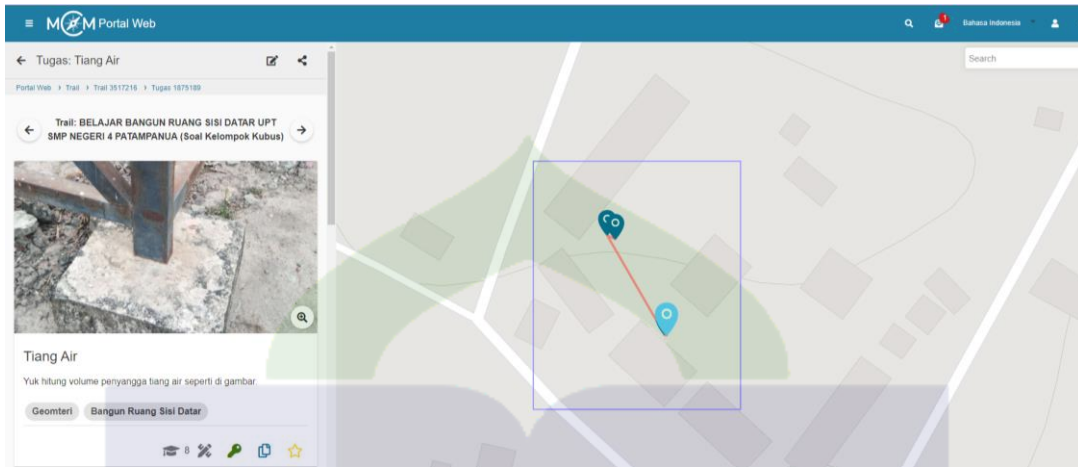 MCM Portal Web
1
Bahasa Indonesia
Tugas: Tiang Air
Search
Portal Web > Trail > Trail 3517216 > Tugas 1875189
Trail: BELAJAR BANGUN RUANG SISI DATAR UPT
SMP NEGERI 4 PATAMPANUA (Soal Kelompok Kubus)
Tiang Air
Yuk hitung volume penyangga tiang air seperti di gambar.
Geomteri Bangun Ruang Sisi Datar
8